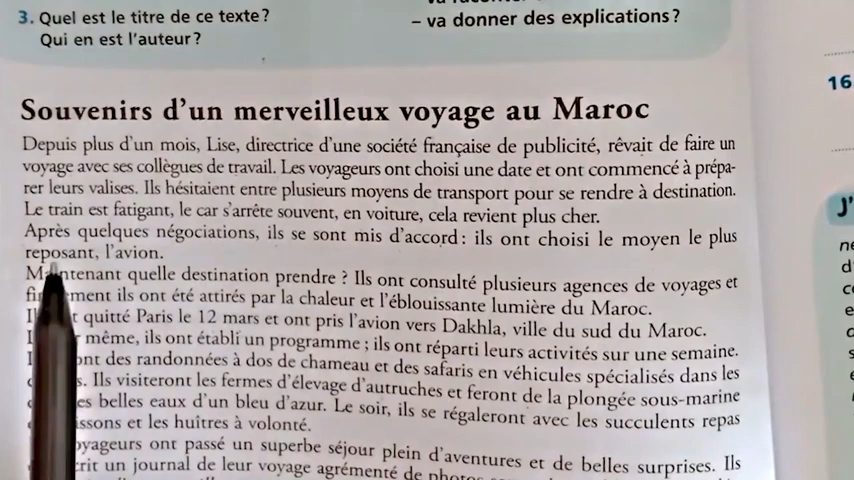 3. Quel est le titre de ce texte ?
Qui en est l'auteur ?
– va donner des explications ?
Souvenirs d'un merveilleux voyage au Maroc
Depuis plus d'un mois, Lise, directrice d'une société française de publicité, rêvait de faire un
voyage avec ses collègues de travail. Les voyageurs ont choisi une date et ont commencé à prépa-
rer leurs valises. Ils hésitaient entre plusieurs moyens de transport pour se rendre à destination.
Le train est fatigant, le car s'arrête souvent, en voiture, cela revient plus cher.
Après quelques négociations, ils se sont mis d'accord : ils ont choisi le moyen le plus
reposant, l'avion.
Maintenant quelle destination prendre ? Ils ont consulté plusieurs agences de voyages et
ment ils ont été attirés par la chaleur et l'éblouissante lumière du Maroc.
quitté Paris le 12 mars et ont pris l'avion vers Dakhla, ville du sud du Maroc.
même, ils ont établi un programme ; ils ont réparti leurs activités sur une semaine.
ont des randonnées à dos de chameau et des safaris en véhicules spécialisés dans les
s. Ils visiteront les fermes d'élevage d'autruches et feront de la plongée sous-marine
es belles eaux d'un bleu d'azur. Le soir, ils se régaleront avec les succulents repas
ssons et les huîtres à volonté.
oyageurs ont passé un superbe séjour plein d'aventures et de belles surprises. Ils
crit un journal de leur voyage agrémenté de photos
16
J'